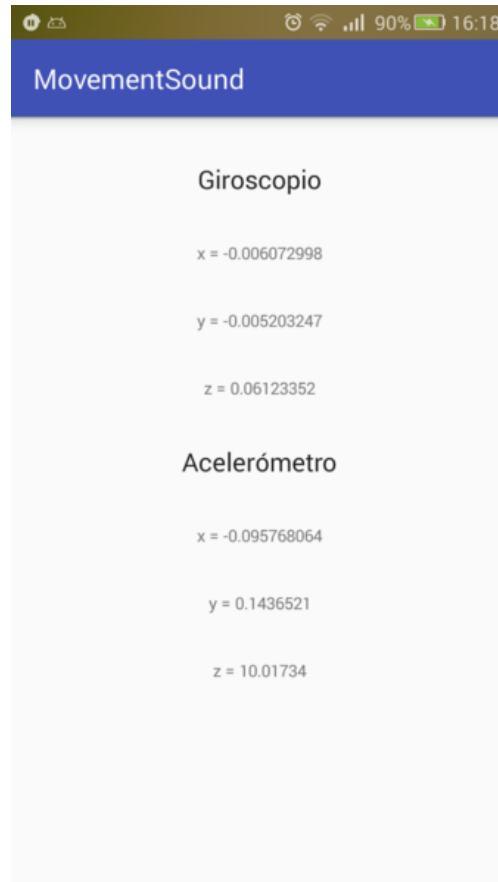 90% 16:18
MovementSound
Giroscopio
x = -0.006072998
y = -0.005203247
z = 0.06123352
Acelerómetro
x = -0.095768064
y = 0.1436521
z = 10.01734